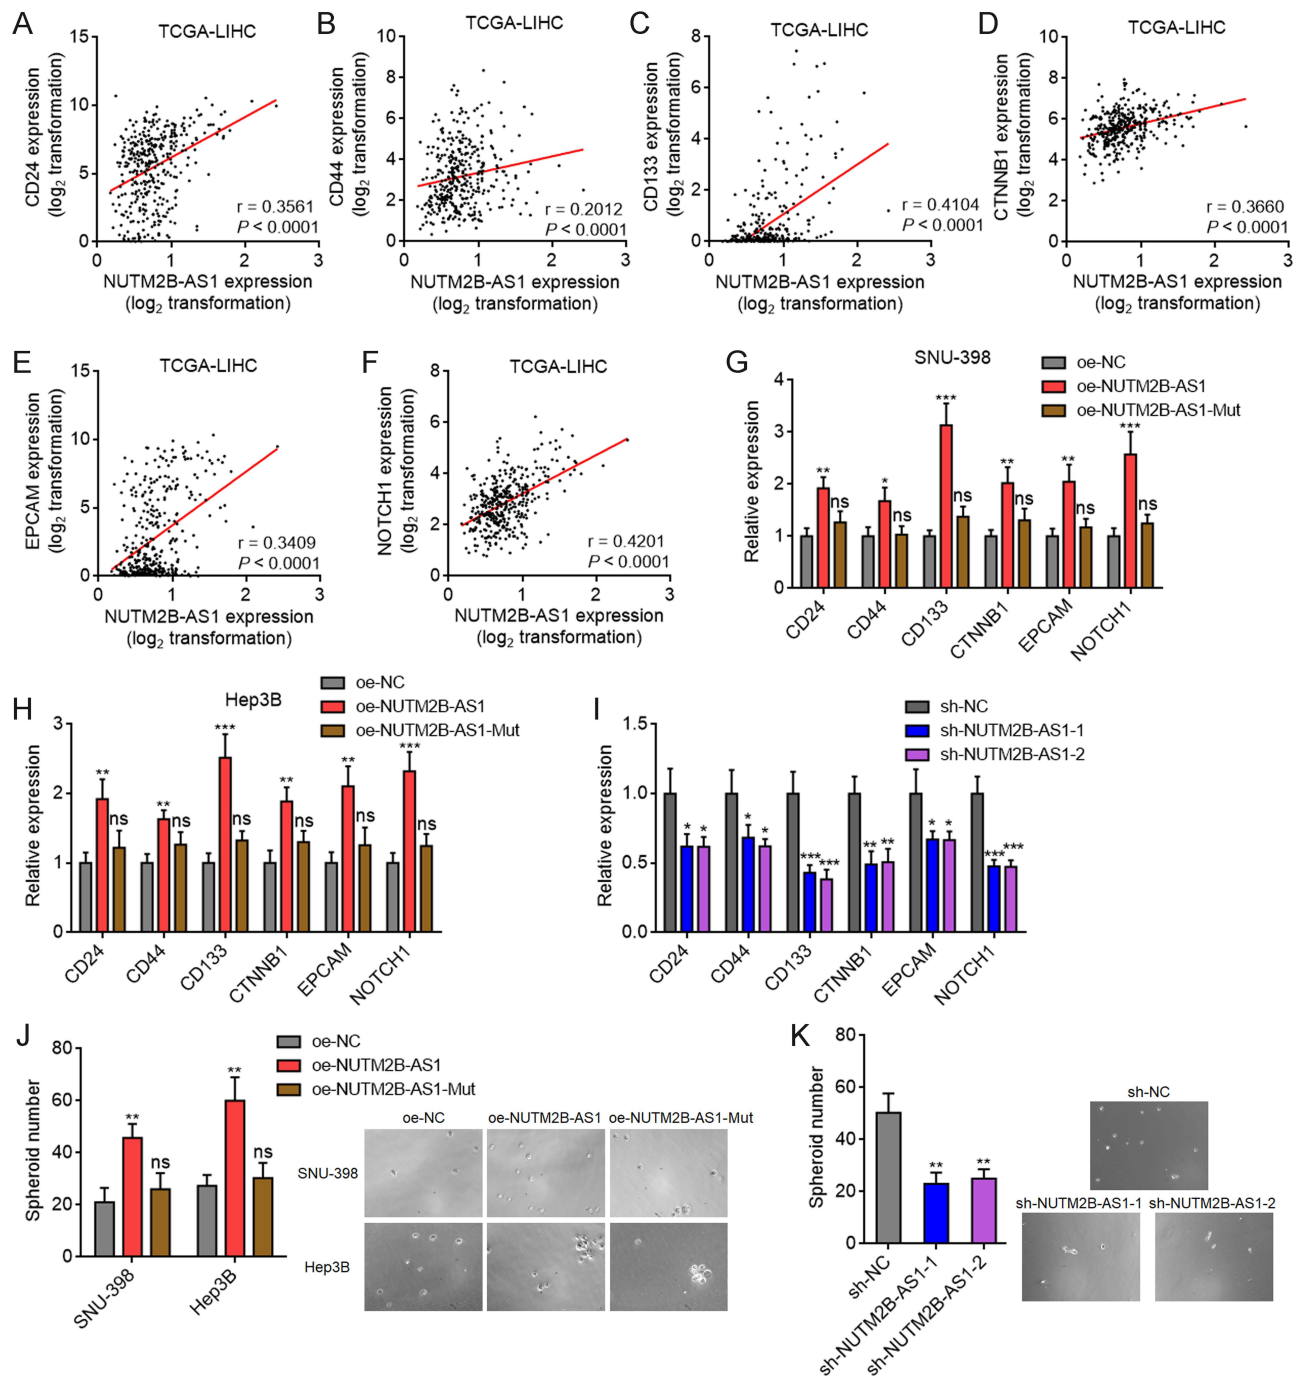 A
TCGA-LIHC
CD24 expression
(log2 transformation)
15
10
5
0
0
1
2
3
r = 0.3561
P < 0.0001
NUTM2B-AS1 expression
(log2 transformation)
B
TCGA-LIHC
CD44 expression
(log2 transformation)
10
8
6
4
2
0
0
1
2
3
r = 0.2012
P < 0.0001
NUTM2B-AS1 expression
(log2 transformation)
C
TCGA-LIHC
CD133 expression
(log2 transformation)
8
6
4
2
0
0
1
2
3
r = 0.4104
P < 0.0001
NUTM2B-AS1 expression
(log2 transformation)
D
TCGA-LIHC
CTNNB1 expression
(log2 transformation)
10
8
6
4
2
0
0
1
2
3
r = 0.3660
P < 0.0001
NUTM2B-AS1 expression
(log2 transformation)
E
TCGA-LIHC
EPCAM expression
(log2 transformation)
15
10
5
0
0
1
2
3
r = 0.3409
P < 0.0001
NUTM2B-AS1 expression
(log2 transformation)
F
TCGA-LIHC
NOTCH1 expression
(log2 transformation)
8
6
4
2
0
0
1
2
3
r = 0.4201
P < 0.0001
NUTM2B-AS1 expression
(log2 transformation)
G
SNU-398
oe-NC
oe-NUTM2B-AS1
oe-NUTM2B-AS1-Mut
Relative expression
4
3
2
1
0
** ns
* ns
*** ns
** ns
** ns
*** ns
CD24
CD44
CD133
CTNNB1
EPCAM
NOTCH1
H
Hep3B
oe-NC
oe-NUTM2B-AS1
oe-NUTM2B-AS1-Mut
Relative expression
3
2
1
0
** ns
** ns
*** ns
** ns
** ns
*** ns
CD24
CD44
CD133
CTNNB1
EPCAM
NOTCH1
I
sh-NC
sh-NUTM2B-AS1-1
sh-NUTM2B-AS1-2
Relative expression
1.5
1.0
0.5
0.0
* *
* *
*** ***
** **
* *
*** ***
CD24
CD44
CD133
CTNNB1
EPCAM
NOTCH1
J
oe-NC
oe-NUTM2B-AS1
oe-NUTM2B-AS1-Mut
Spheroid number
80
60
40
20
0
** ns
** ns
SNU-398
Hep3B
oe-NC
oe-NUTM2B-AS1
oe-NUTM2B-AS1-Mut
SNU-398
Hep3B
K
Spheroid number
80
60
40
20
0
**
**
sh-NC
sh-NUTM2B-AS1-1
sh-NUTM2B-AS1-2
sh-NC
sh-NUTM2B-AS1-1
sh-NUTM2B-AS1-2